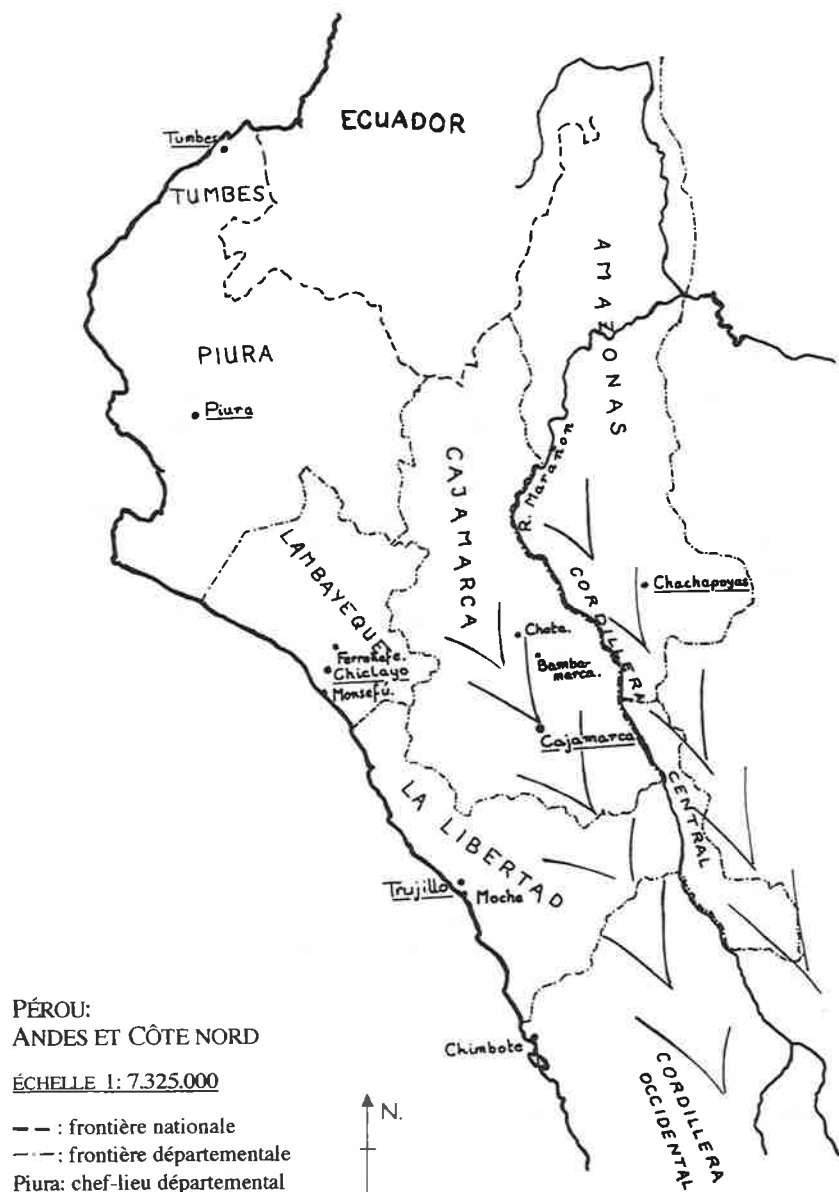 ECUADOR
Tumbes
TUMBES
AMAZONAS
PIURA
Piura
R. Marañon
CAJAMARCA
LAMBAYEQUE
CORDILLERA
CENTRAL
Chachapoyas
Chota.
Bamba-
marca.
Ferreñafe.
Chiclayo
Monsefú.
Cajamarca
LA LIBERTAD
Trujillo
Moche
Chimbote
CORDILLERA
OCCIDENTAL
PÉROU:
ANDES ET CÔTE NORD
ÉCHELLE 1: 7.325.000
N.
: frontière nationale
: frontière départementale
Piura: chef-lieu départemental